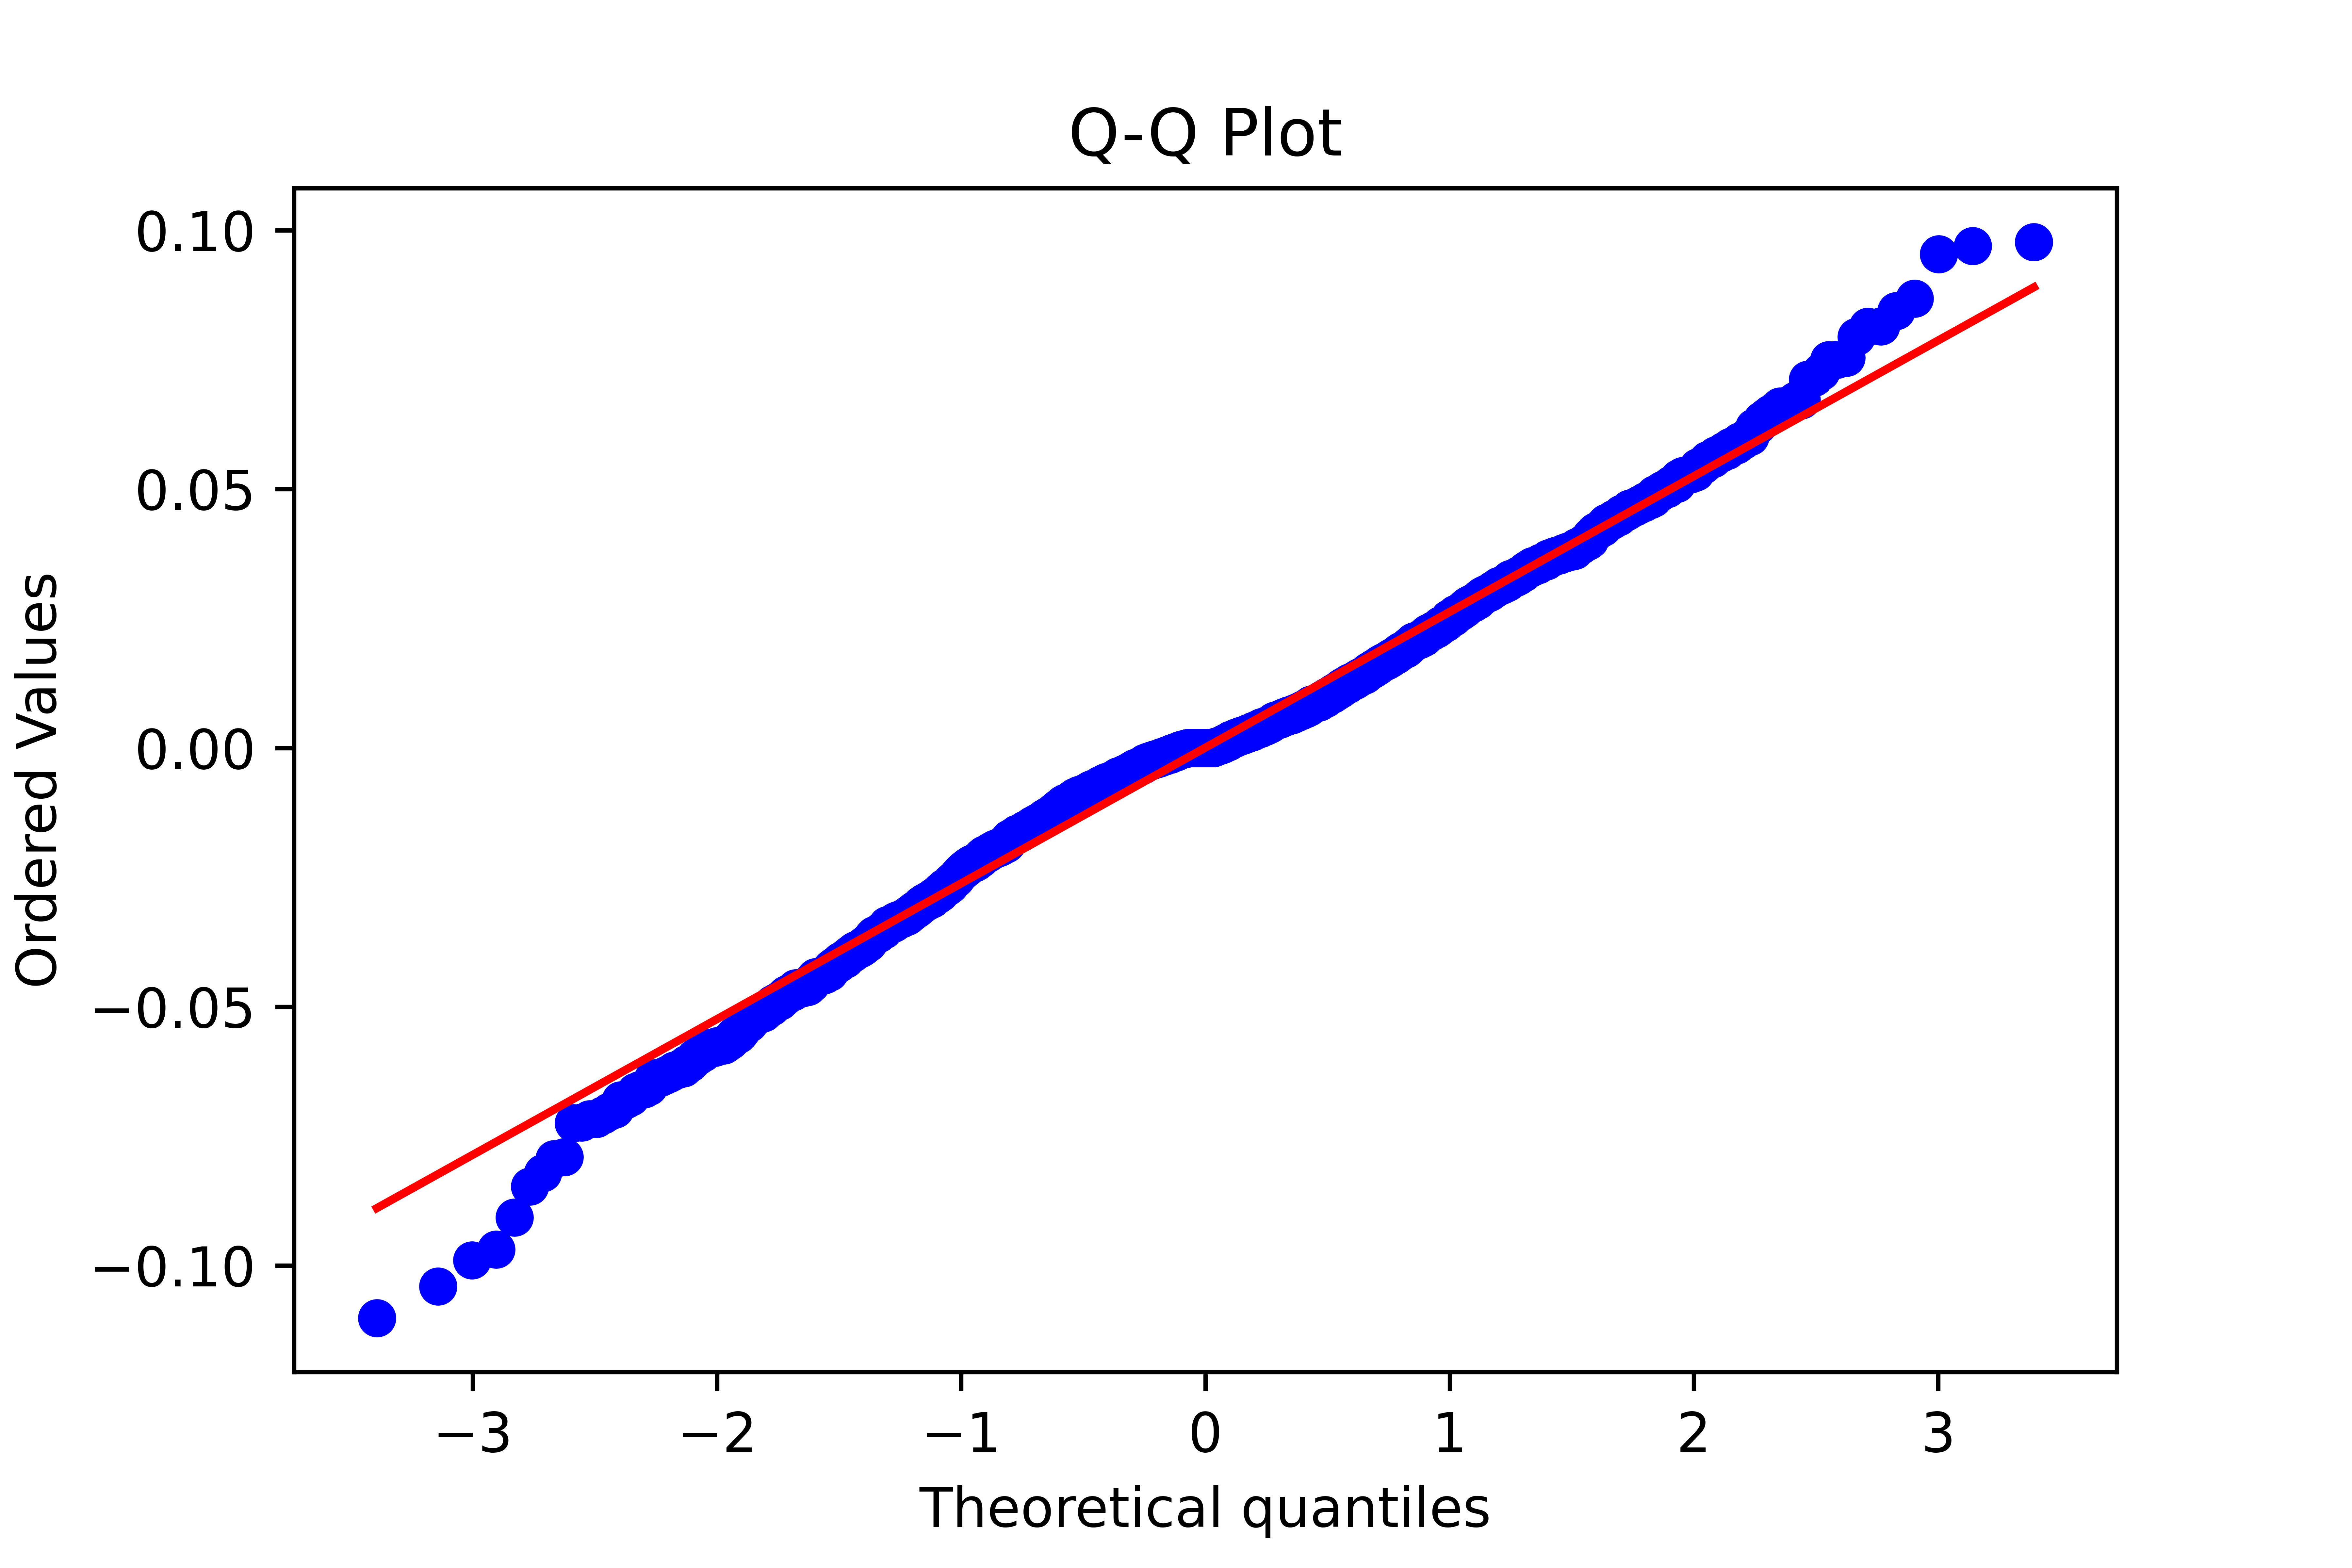 Q-Q Plot
0.10
0.05
0.00
−0.05
−0.10
Ordered Values
−3 −2 −1 0 1 2 3
Theoretical quantiles